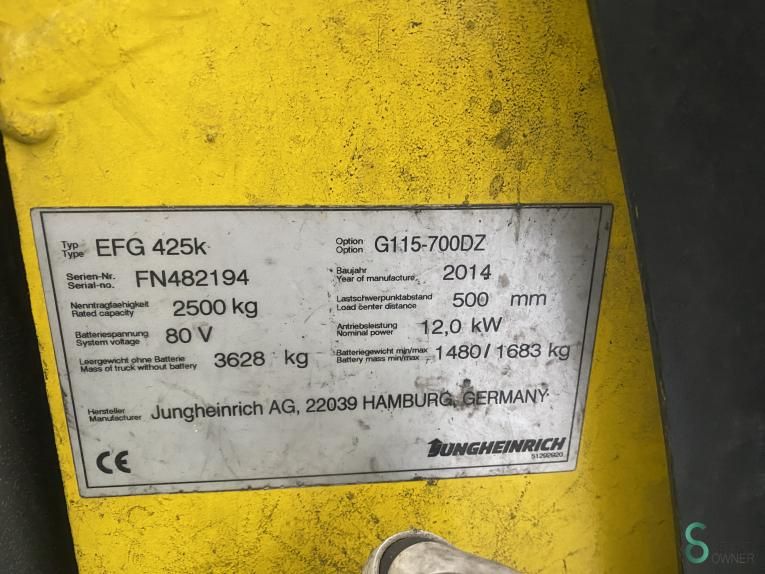 Typ EFG 425k Option G115-700DZ
Type Option
Serien-Nr. FN482194 Baujahr 2014
Serial-no. Year of manufacture
Nenntragfaehigkeit 2500 kg Lastschwerpunktabstand 500 mm
Rated capacity Load center distance
Batteriespannung 80 V Antriebsleistung 12,0 kW
System voltage Nominal power
Leergewicht ohne Batterie 3628 kg Batteriegewicht min/max 1480/1683 kg
Mass of truck without battery Battery mass min/max
Hersteller Jungheinrich AG, 22039 HAMBURG, GERMANY
Manufacturer
CE JUNGHEINRICH
51292920
OWNER